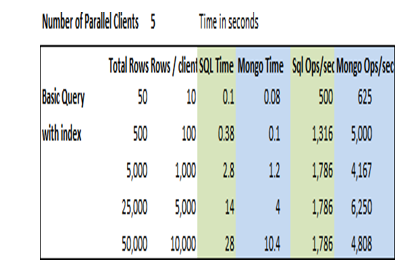 Number of Parallel Clients 5 Time in seconds
Total Rows Rows / client SQL Time Mongo Time Sql Ops/sec Mongo Ops/sec
Basic Query 50 10 0.1 0.08 500 625
with index 500 100 0.38 0.1 1,316 5,000
5,000 1,000 2.8 1.2 1,786 4,167
25,000 5,000 14 4 1,786 6,250
50,000 10,000 28 10.4 1,786 4,808